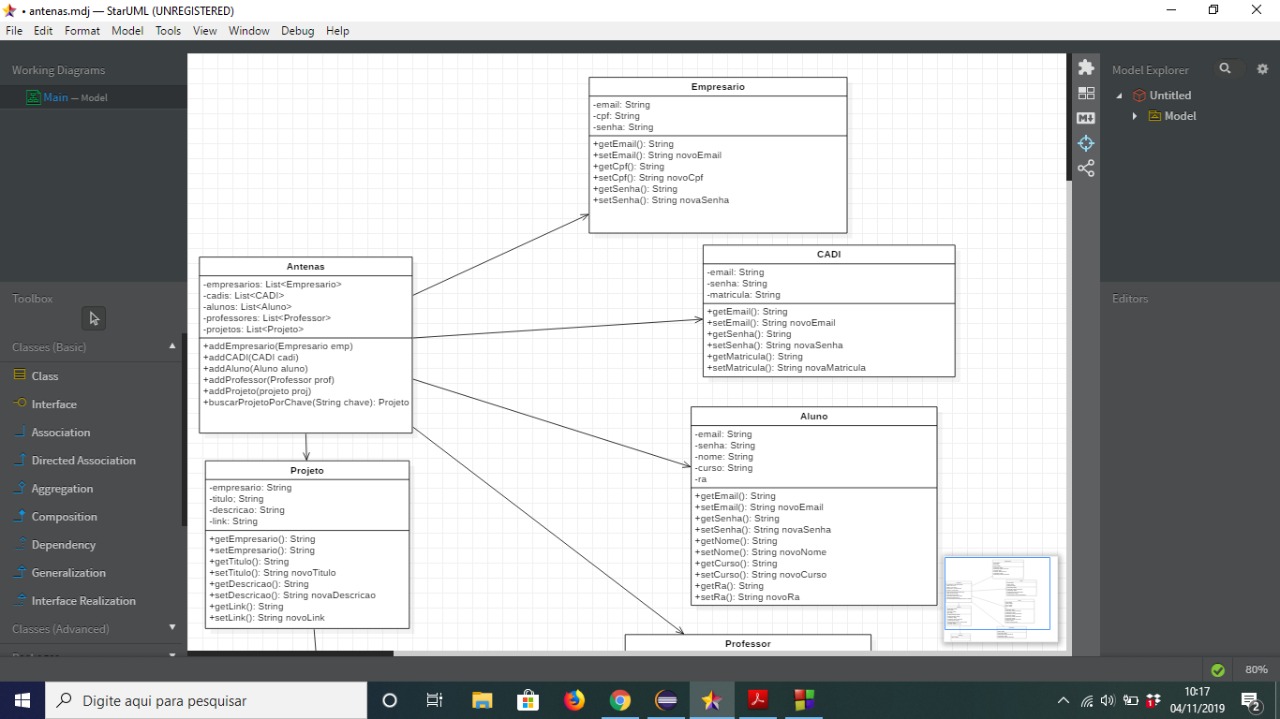 • antenas.mdj — StarUML (UNREGISTERED)
File Edit Format Model Tools View Window Debug Help
Working Diagrams
Main — Model
Toolbox
Classes (Basic)
Class
Interface
Association
Directed Association
Aggregation
Composition
Dependency
Generalization
Interface Realization
Classes (Advanced)
Empresario
-email: String
-cpf: String
-senha: String
+getEmail(): String
+setEmail(): String novoEmail
+getCpf(): String
+setCpf(): String novoCpf
+getSenha(): String
+setSenha(): String novaSenha
Antenas
-empresarios: List<Empresario>
-cadis: List<CADI>
-alunos: List<Aluno>
-professores: List<Professor>
-projetos: List<Projeto>
+addEmpresario(Empresario emp)
+addCADI(CADI cadi)
+addAluno(Aluno aluno)
+addProfessor(Professor prof)
+addProjeto(projeto proj)
+buscarProjetoPorChave(String chave): Projeto
CADI
-email: String
-senha: String
-matricula: String
+getEmail(): String
+setEmail(): String novoEmail
+getSenha(): String
+setSenha(): String novaSenha
+getMatricula(): String
+setMatricula(): String novaMatricula
Aluno
-email: String
-senha: String
-nome: String
-curso: String
-ra
+getEmail(): String
+setEmail(): String novoEmail
+getSenha(): String
+setSenha(): String novaSenha
+getNome(): String
+setNome(): String novoNome
+getCurso(): String
+setCurso(): String novoCurso
+getRa(): String
+setRa(): String novoRa
Projeto
-empresario: String
-titulo; String
-descricao: String
-link: String
+getEmpresario(): String
+setEmpresario(): String
+getTitulo(): String
+setTitulo(): String novoTitulo
+getDescricao(): String
+setDescricao(): String novaDescricao
+getLink(): String
+setLink(): String novoLink
Professor
M↓
Model Explorer
Untitled
Model
Editors
80%
Digite aqui para pesquisar
10:17
04/11/2019
1
2